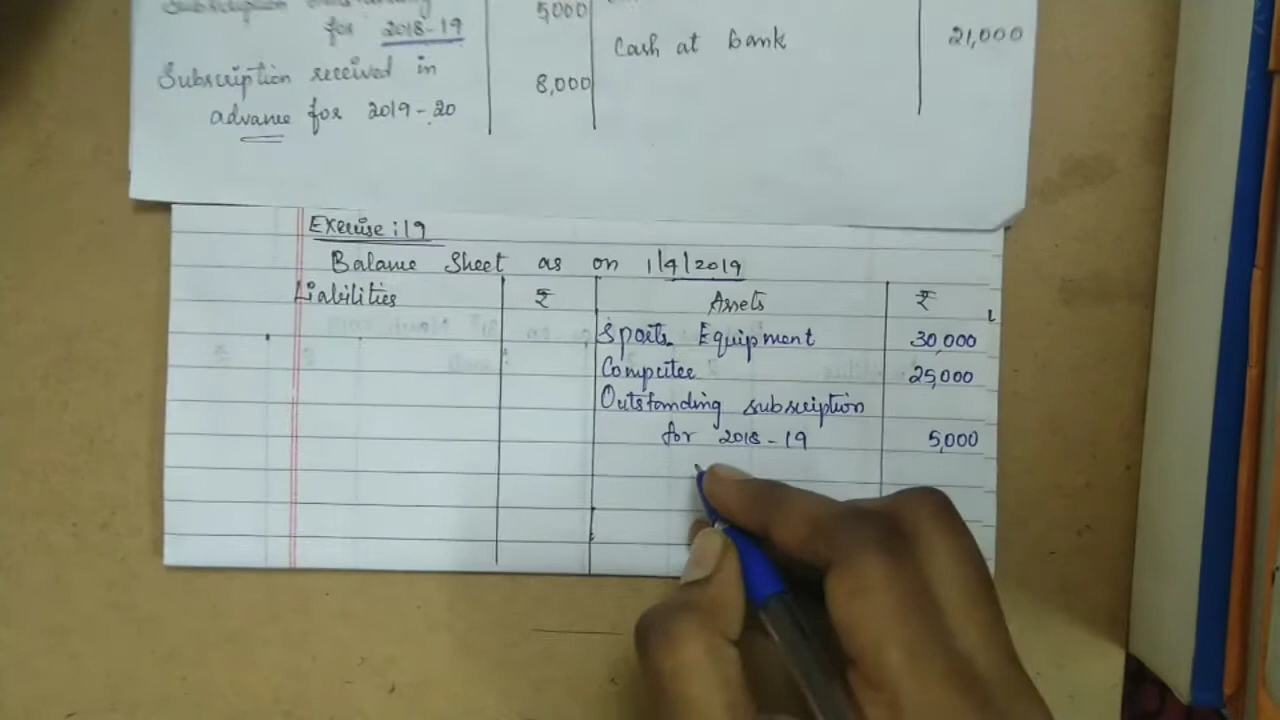 5000
for 2018-19
Cash at bank 21,000
Subscription received in 8,000
advance for 2019-20
Exercise: 19
Balance Sheet as on 1/4/2019
Liabilities ₹ Assets ₹
Sports Equipment 30,000
Computer 25,000
Outstanding subscription
for 2018-19 5,000